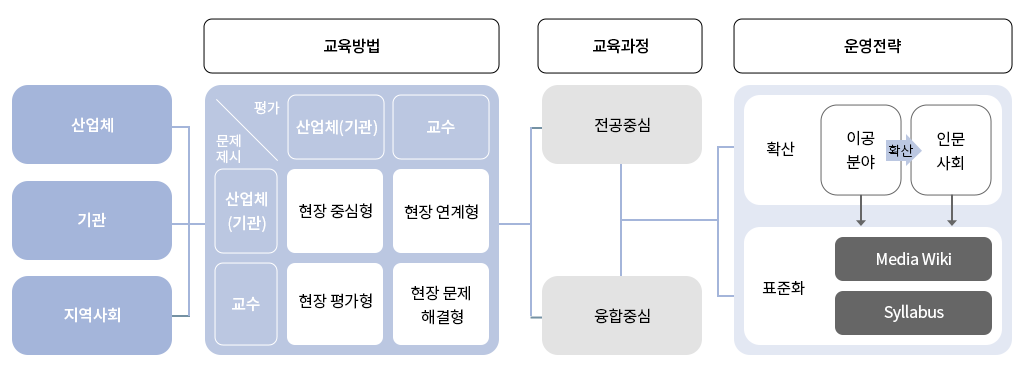 교육방법
교육과정
운영전략
산업체
기관
지역사회
평가
문제
제시
산업체(기관)
교수
산업체
(기관)
현장 중심형
현장 연계형
교수
현장 평가형
현장 문제
해결형
전공중심
융합중심
확산
이공
분야
확산
인문
사회
표준화
Media Wiki
Syllabus